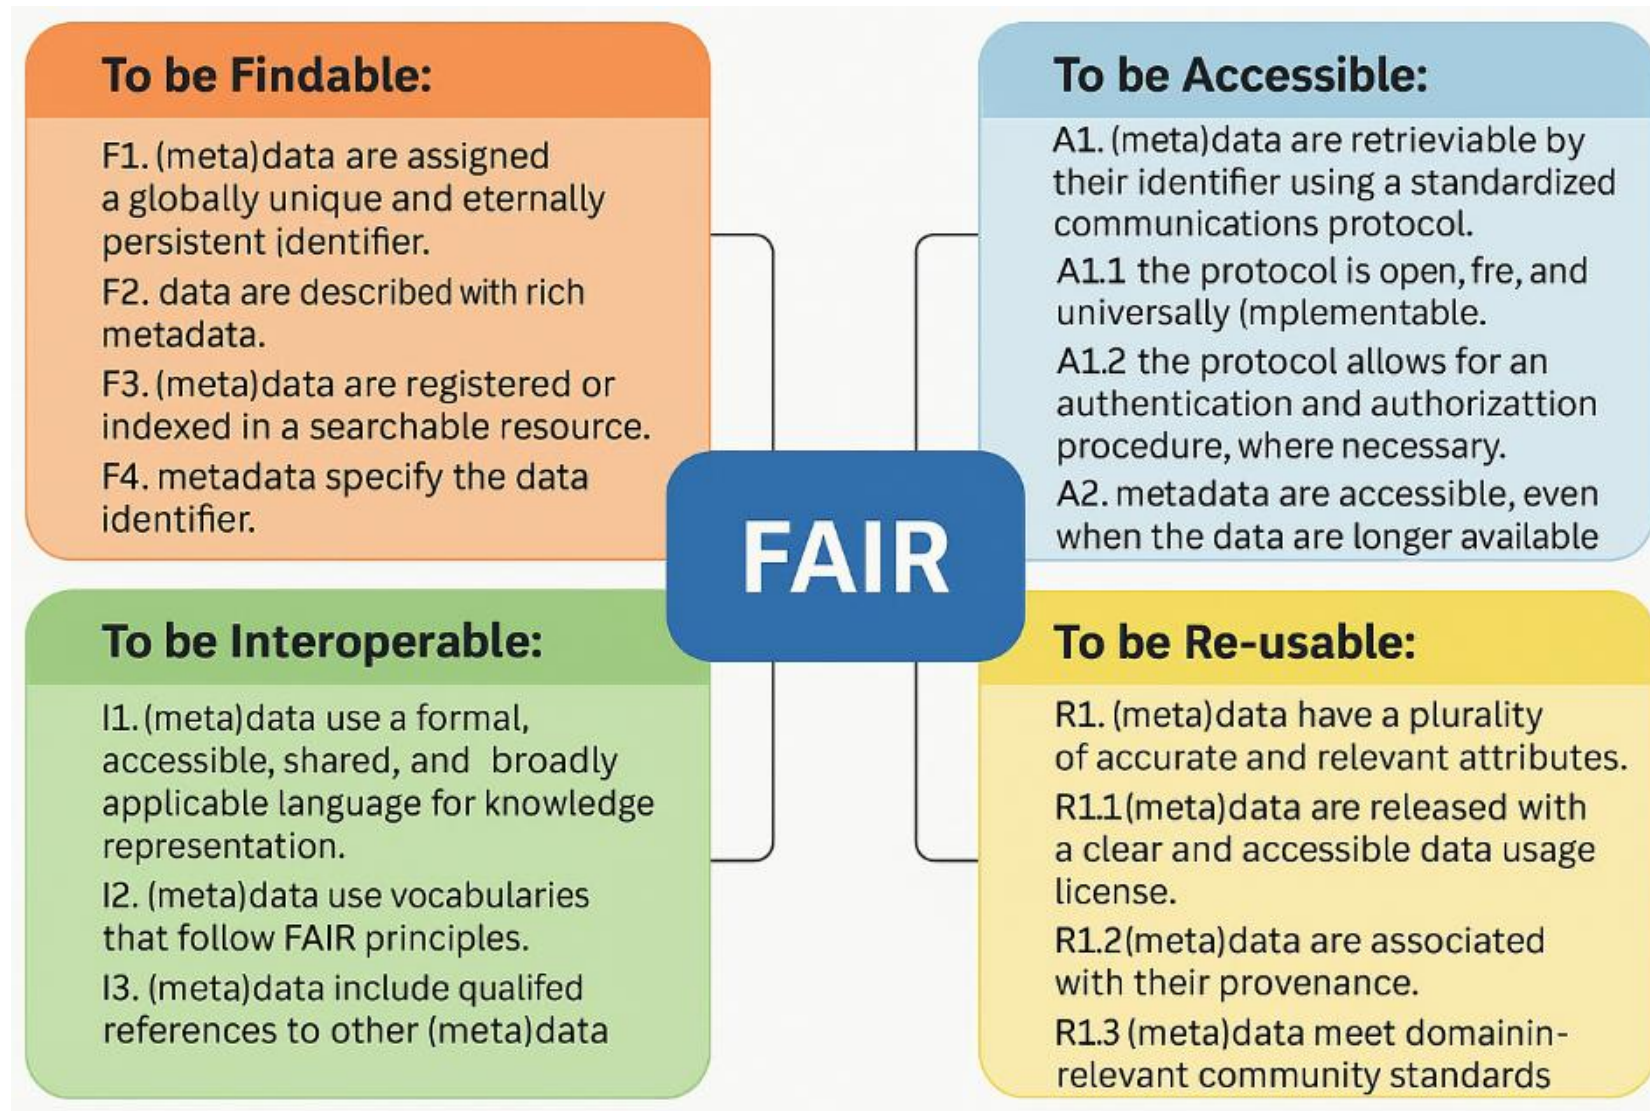 To be Findable:
F1. (meta)data are assigned
a globally unique and eternally
persistent identifier.
F2. data are described with rich
metadata.
F3. (meta)data are registered or
indexed in a searchable resource.
F4. metadata specify the data
identifier.
To be Accessible:
A1. (meta)data are retrieviable by
their identifier using a standardized
communications protocol.
A1.1 the protocol is open, fre, and
universally (mplementable.
A1.2 the protocol allows for an
authentication and authorizattion
procedure, where necessary.
A2. metadata are accessible, even
when the data are longer available
FAIR
To be Interoperable:
I1. (meta)data use a formal,
accessible, shared, and broadly
applicable language for knowledge
representation.
I2. (meta)data use vocabularies
that follow FAIR principles.
I3. (meta)data include qualifed
references to other (meta)data
To be Re-usable:
R1. (meta)data have a plurality
of accurate and relevant attributes.
R1.1(meta)data are released with
a clear and accessible data usage
license.
R1.2(meta)data are associated
with their provenance.
R1.3 (meta)data meet domainin-
relevant community standards